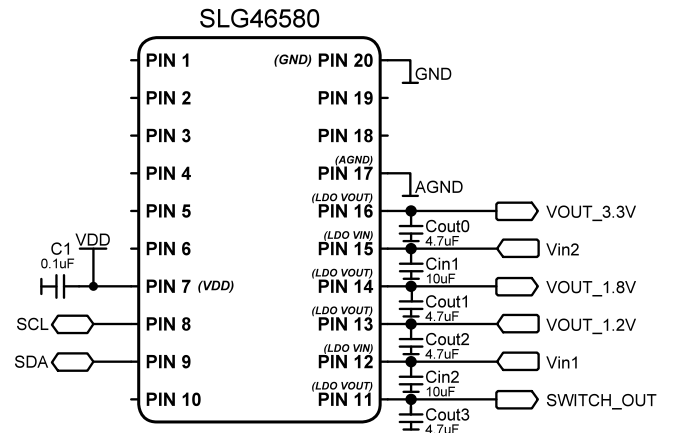 SLG46580
PIN 1
(GND) PIN 20
GND
PIN 2
PIN 19
PIN 3
PIN 18
PIN 4
(AGND)
PIN 17
AGND
PIN 5
(LDO VOUT)
PIN 16
VOUT_3.3V
Cout0
4.7uF
C1
0.1uF
VDD
PIN 6
(LDO VIN)
PIN 15
Vin2
Cin1
10uF
PIN 7 (VDD)
(LDO VOUT)
PIN 14
VOUT_1.8V
Cout1
4.7uF
SCL
PIN 8
(LDO VOUT)
PIN 13
VOUT_1.2V
Cout2
4.7uF
SDA
PIN 9
(LDO VIN)
PIN 12
Vin1
Cin2
10uF
PIN 10
(LDO VOUT)
PIN 11
SWITCH_OUT
Cout3
4.7uF